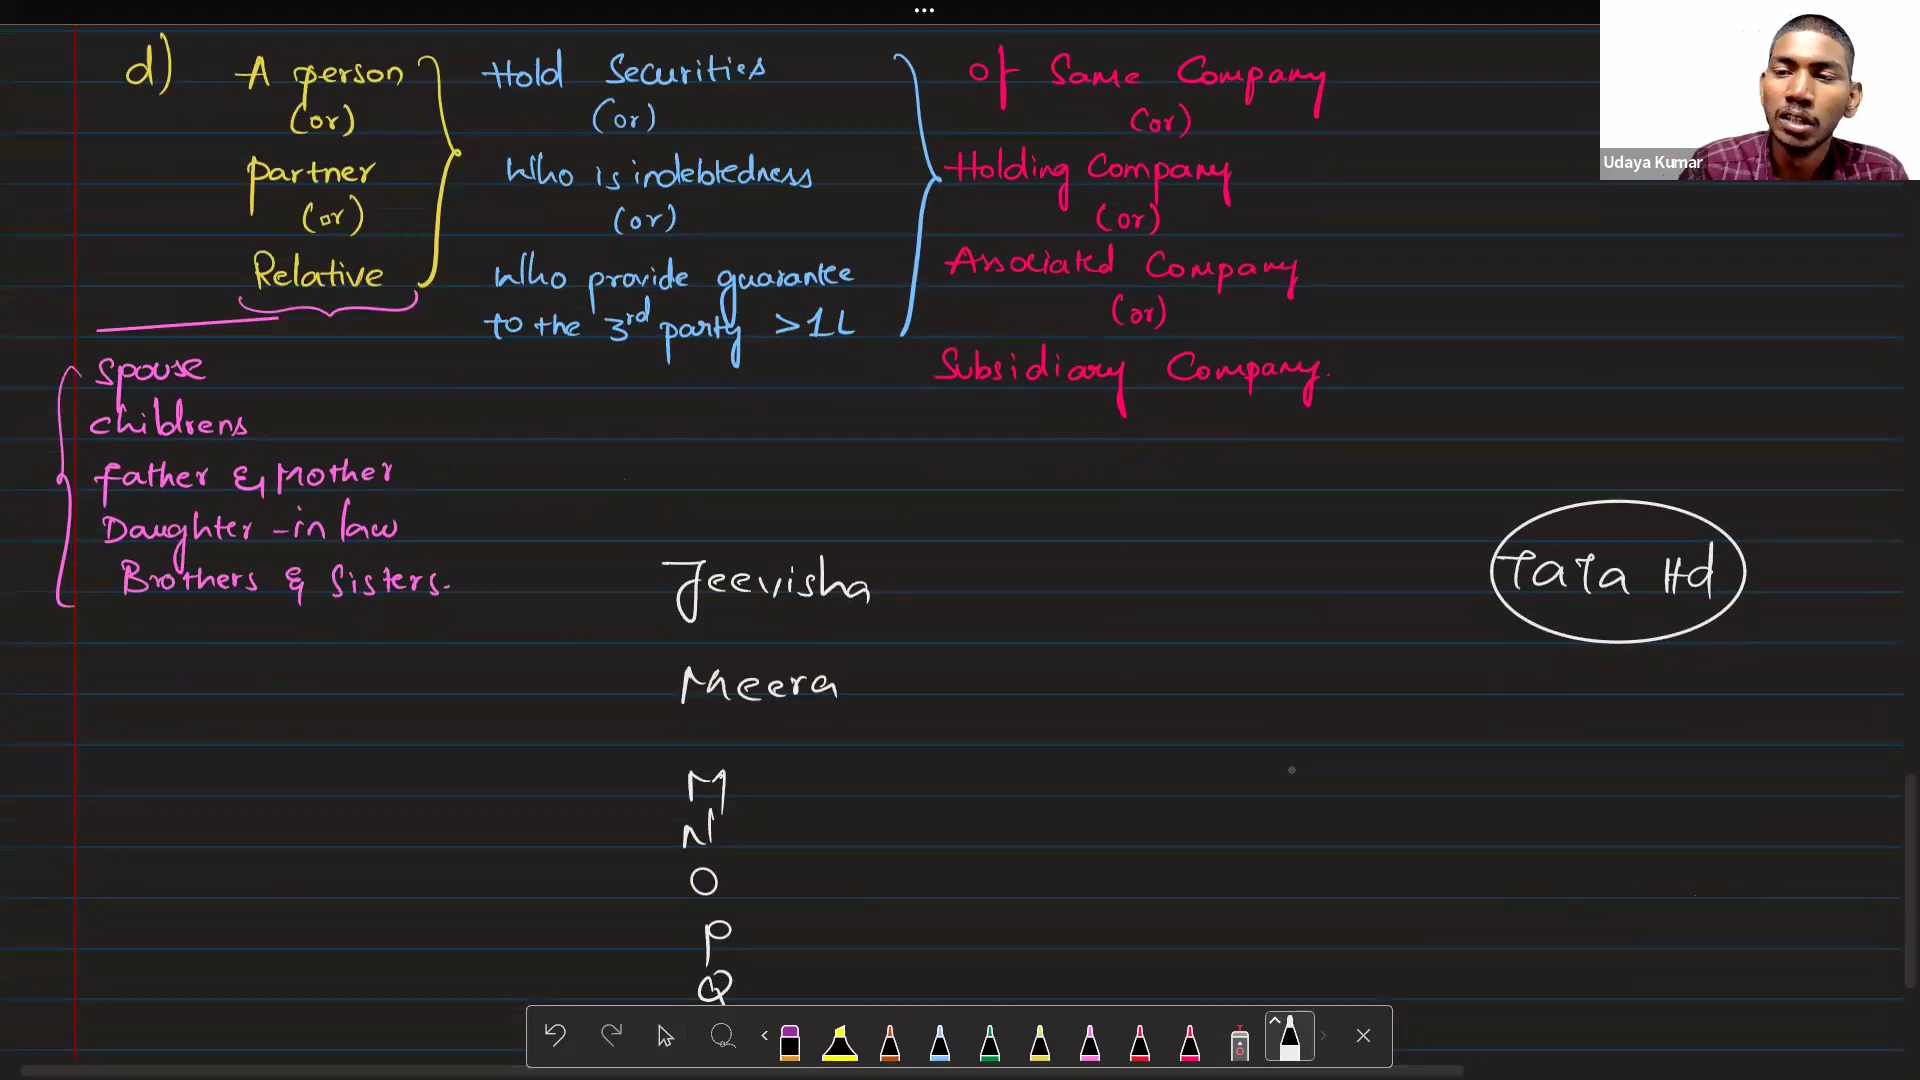 d) A person } Hold Securities } of Same Company
(or) (or) (or)
Partner Who is indebtedness Holding Company
(or) (or) (or)
Relative Who provide guarantee Associated Company
to the 3rd party >1L (or)
Subsidiary Company.
Spouse
childrens
Father & Mother
Daughter -in law
Brothers & Sisters.
Jeevisha
Meera
M
N
O
P
Q
TaTa Hd
Udaya Kumar